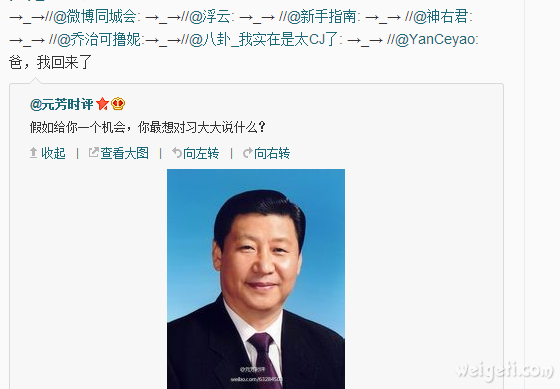 →_→//@微博同城会: →_→//@浮云: →_→ //@新手指南: →_→ //@神右君:
→_→ //@乔治可撸妮:→_→//@八卦_我实在是太CJ了: →_→ //@YanCeyao:
爸，我回来了
@元芳时评
假如给你一个机会，你最想对习大大说什么？
收起 | 查看大图 | 向左转 | 向右转
@元芳时评
weigeti.com